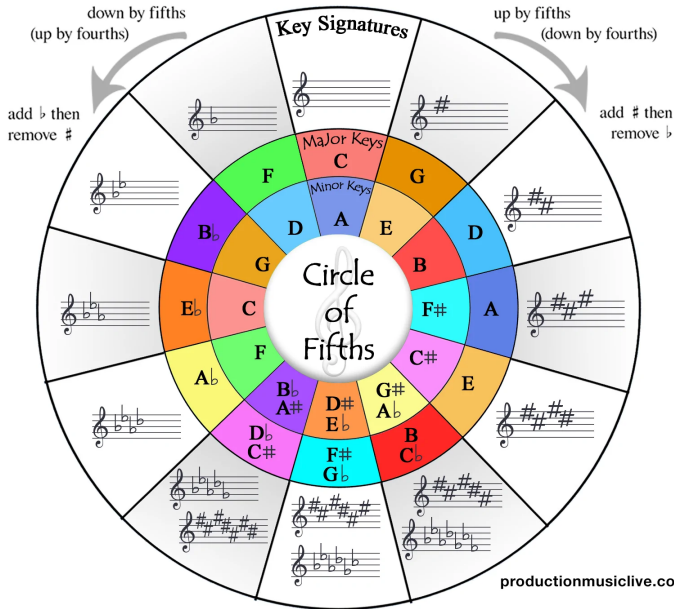 down by fifths
(up by fourths)
Key Signatures
up by fifths
(down by fourths)
add ♭ then
remove ♯
add ♯ then
remove ♭
Major Keys
C
F
G
Minor Keys
A
D
E
B♭
D
G
B
E♭
C
F♯
A
Circle
of
Fifths
A♭
F
C♯
E
B♭
A♯
D♯
E♭
G♯
A♭
D♭
C♯
F♯
G♭
B
C♭
productionmusiclive.co